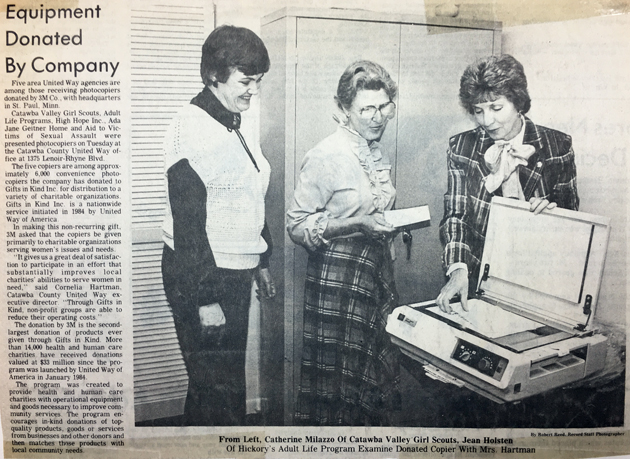 Equipment
Donated
By Company
Five area United Way agencies are
among those receiving photocopiers
donated by 3M Co., with headquarters
in St. Paul, Minn.
Catawba Valley Girl Scouts, Adult
Life Programs, High Hope Inc., Ada
Jane Geitner Home and Aid to Vic-
tims of Sexual Assault were
presented photocopiers on Tuesday at
the Catawba County United Way of-
fice at 1375 Lenoir-Rhyne Blvd.
The five copiers are among approx-
imately 6,000 convenience photo-
copiers the company has donated to
Gifts in Kind Inc. for distribution to a
variety of charitable organizations.
Gifts in Kind Inc. is a nationwide
service initiated in 1984 by United
Way of America.
In making this non-recurring gift,
3M asked that the copiers be given
primarily to charitable organizations
serving women's issues and needs.
"It gives us a great deal of satisfac-
tion to participate in an effort that
substantially improves local
charities' abilities to serve women in
need," said Cornelia Hartman,
Catawba County United Way ex-
ecutive director. "Through Gifts in
Kind, non-profit groups are able to
reduce their operating costs."
The donation by 3M is the second-
largest donation of products ever
given through Gifts in Kind. More
than 14,000 health and human care
charities have received donations
valued at $33 million since the pro-
gram was launched by United Way of
America in January 1984.
The program was created to
provide health and human care
charities with operational equipment
and goods necessary to improve com-
munity services. The program en-
courages in-kind donations of top-
quality products, goods or services
from businesses and other donors and
then matches those products with
local community needs.
By Robert Reed, Record Staff Photographer
From Left, Catherine Milazzo Of Catawba Valley Girl Scouts, Jean Holsten
Of Hickory's Adult Life Program Examine Donated Copier With Mrs. Hartman